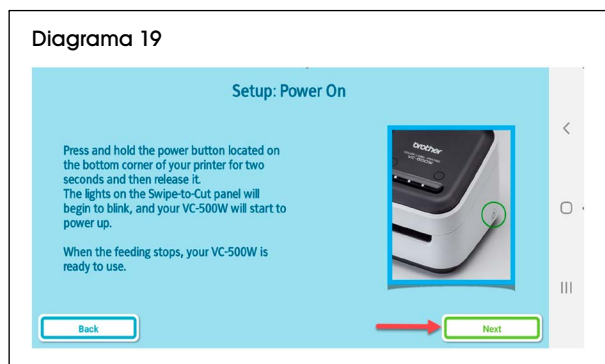 Diagrama 19
Setup: Power On
Press and hold the power button located on
the bottom corner of your printer for two
seconds and then release it.
The lights on the Swipe-to-Cut panel will
begin to blink, and your VC-500W will start to
power up.
When the feeding stops, your VC-500W is
ready to use.
brother
VC-500W
Back
Next